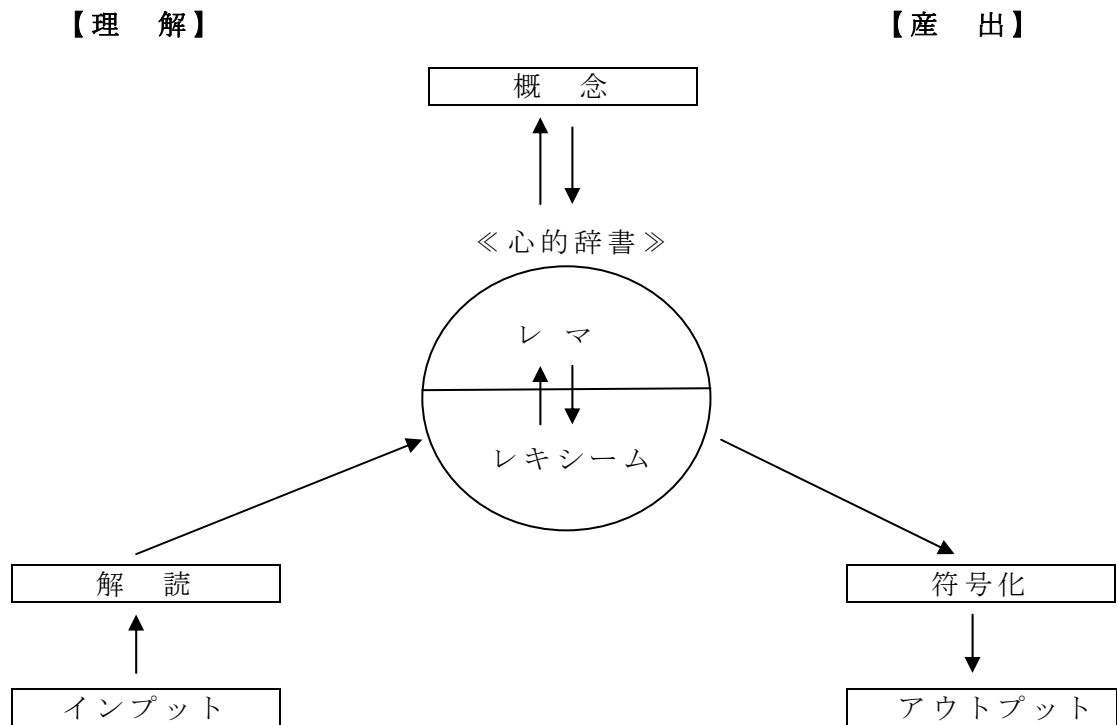 【理　解】
【産　出】
概　念
≪心的辞書≫
レ マ
レキシーム
解　読
符号化
インプット
アウトプット